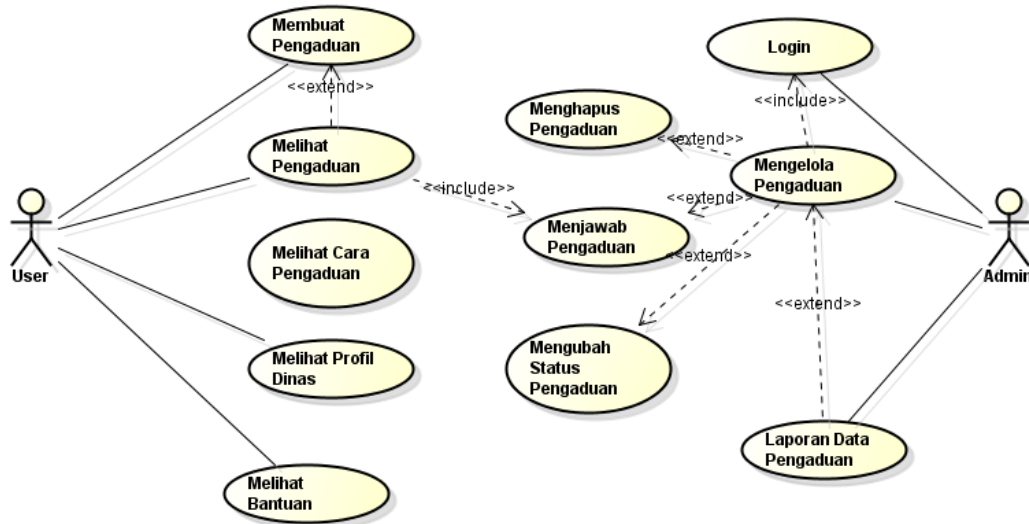 Membuat
Pengaduan
Login
<<extend>>
<<include>>
Menghapus
Pengaduan
<<extend>>
Melihat
Pengaduan
Mengelola
Pengaduan
<<include>>
<<extend>>
Menjawab
Pengaduan
Melihat Cara
Pengaduan
<<extend>>
User
Admin
<<extend>>
Melihat Profil
Dinas
Mengubah
Status
Pengaduan
Laporan Data
Pengaduan
Melihat
Bantuan